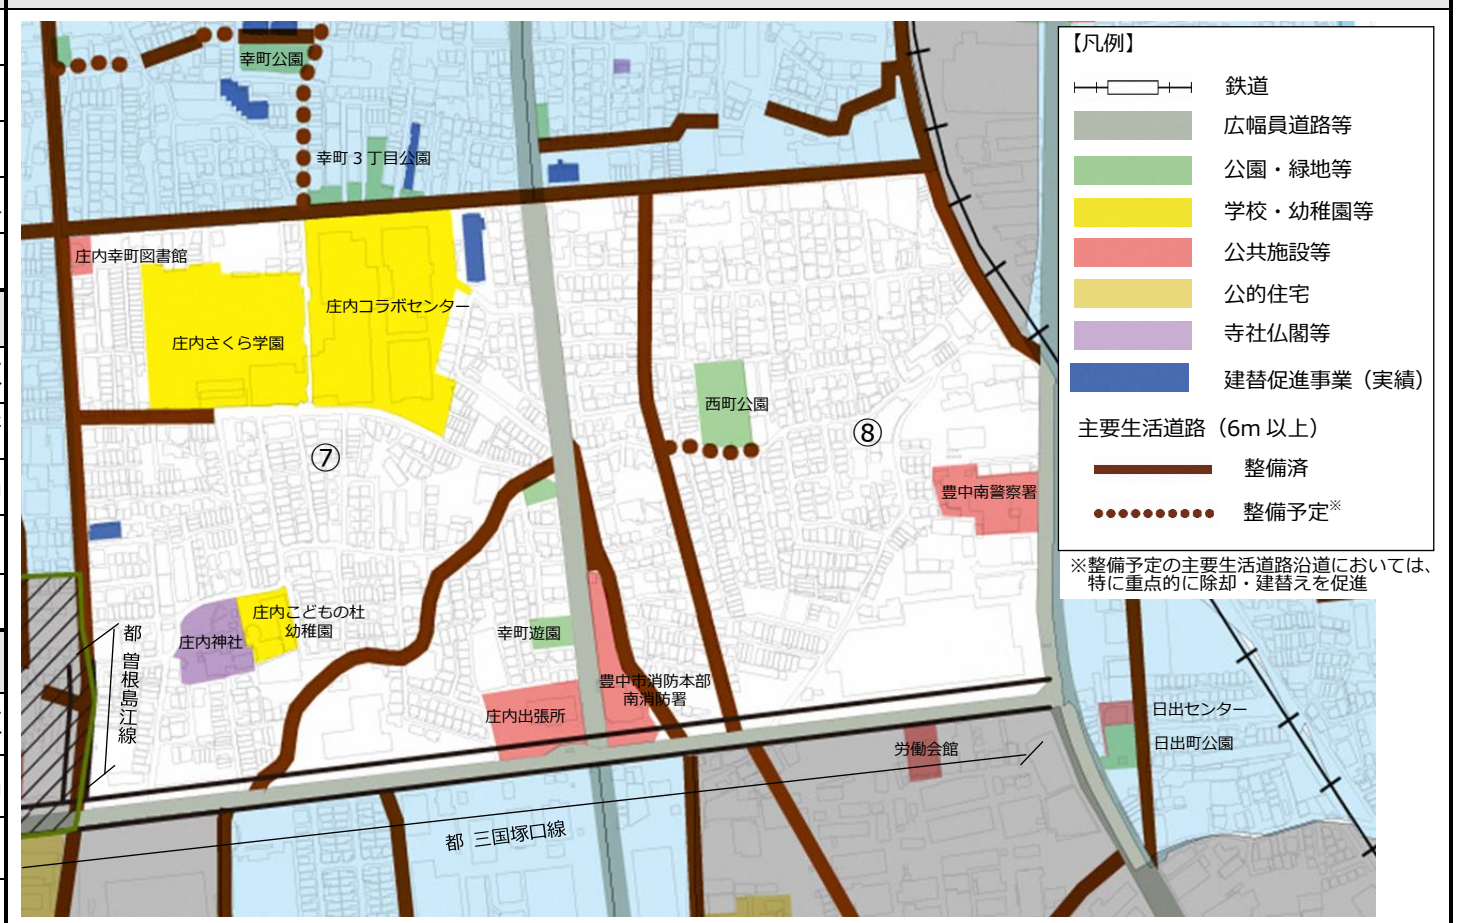 【凡例】
鉄道
広幅員道路等
公園・緑地等
学校・幼稚園等
公共施設等
公的住宅
寺社仏閣等
建替促進事業（実績）
主要生活道路（6m 以上）
整備済
整備予定※
※整備予定の主要生活道路沿道においては、
特に重点的に除却・建替えを促進
幸町公園
幸町３丁目公園
庄内幸町図書館
庄内コラボセンター
庄内さくら学園
西町公園
⑦
⑧
豊中南警察署
庄内こどもの杜
幼稚園
庄内神社
幸町遊園
豊中市消防本部
南消防署
庄内出張所
都 曽根島江線
労働会館
日出センター
日出町公園
都 三国塚口線